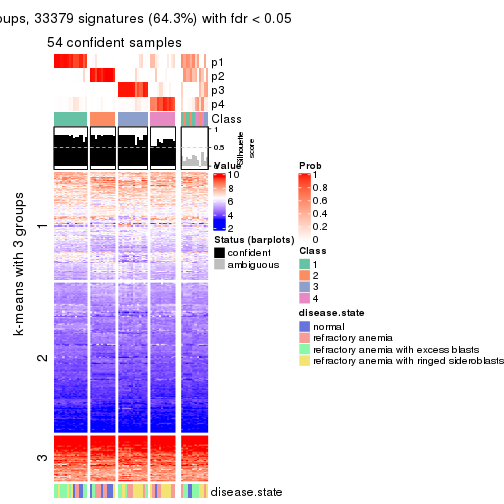 oups, 33379 signatures (64.3%) with fdr < 0.05
54 confident samples
p1
p2
p3
p4
Class
1
0.5
0
Silhouette
score
k-means with 3 groups
1
2
3
disease.state
Value
10
8
6
4
2
Status (barplots)
confident
ambiguous
Prob
1
0.8
0.6
0.4
0.2
0
Class
1
2
3
4
disease.state
normal
refractory anemia
refractory anemia with excess blasts
refractory anemia with ringed sideroblasts